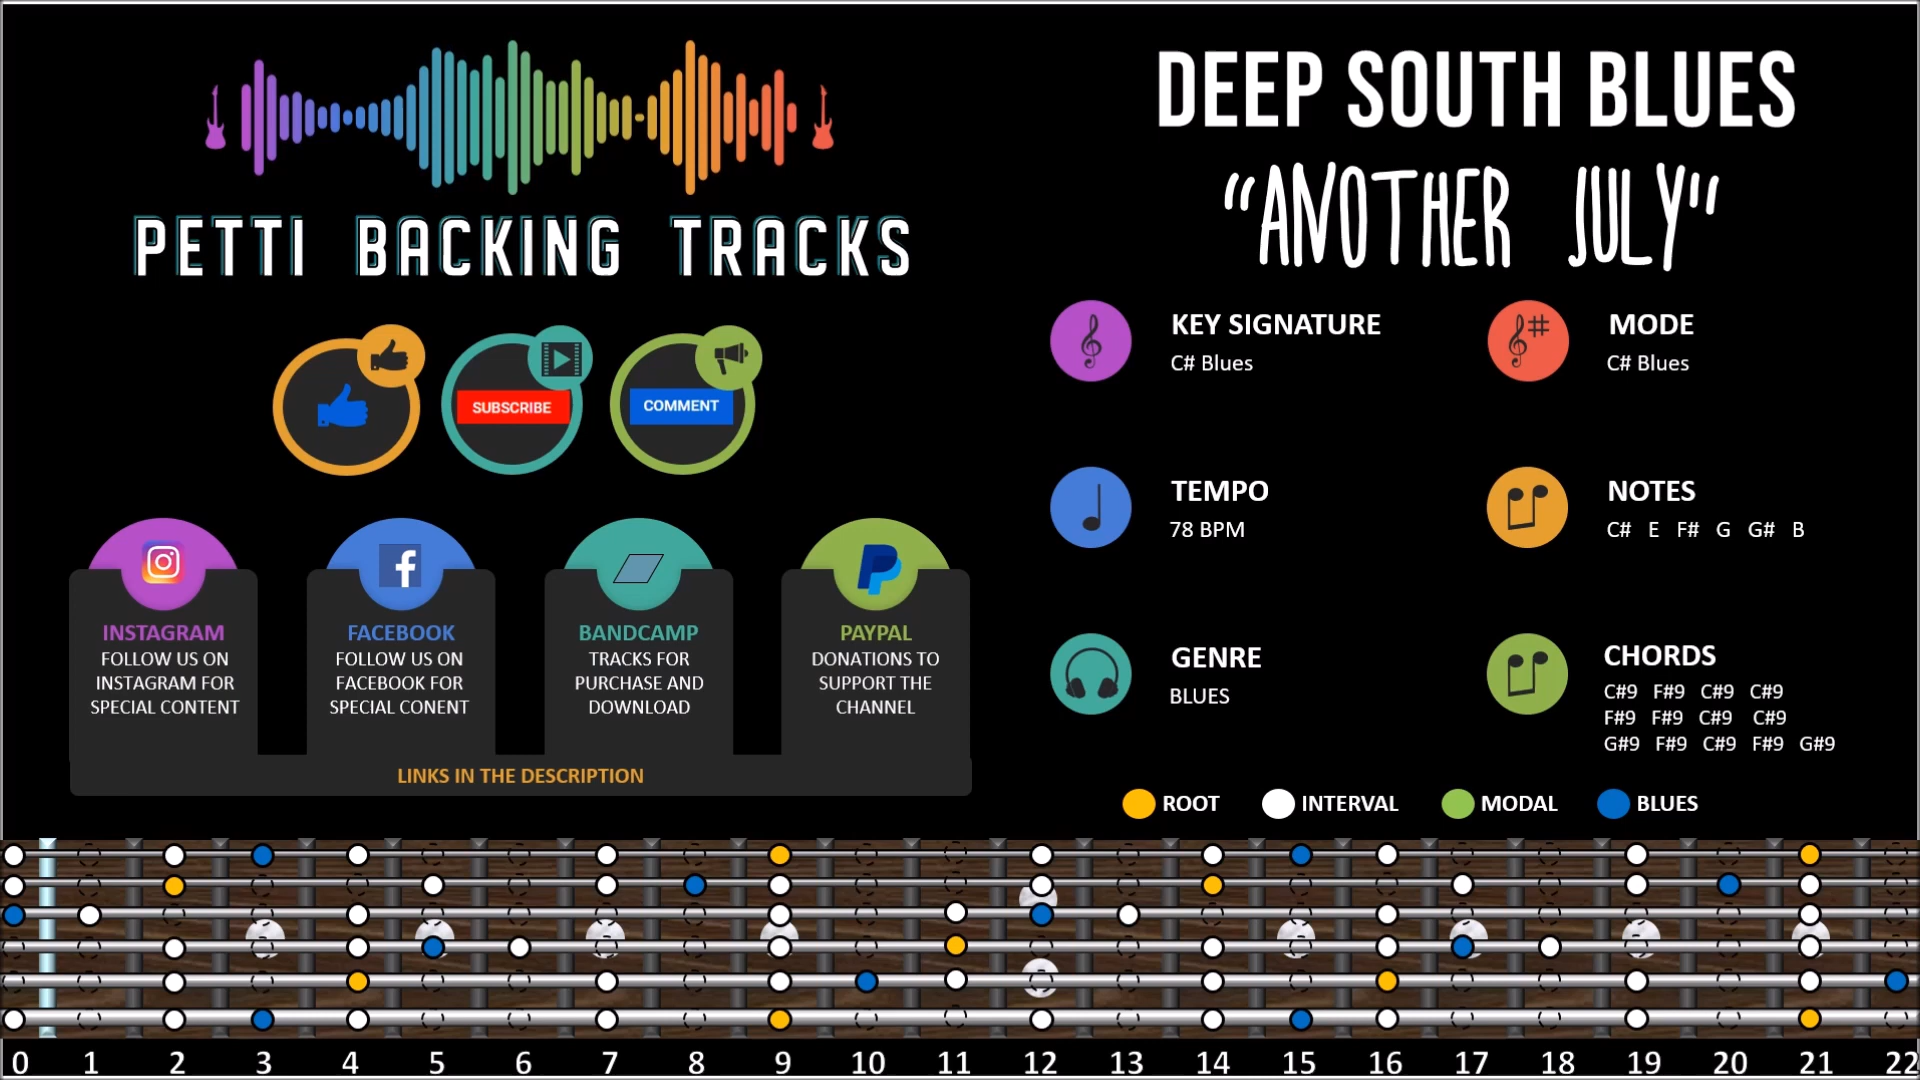 PETTI BACKING TRACKS
SUBSCRIBE
COMMENT
INSTAGRAM
FOLLOW US ON
INSTAGRAM FOR
SPECIAL CONTENT
FACEBOOK
FOLLOW US ON
FACEBOOK FOR
SPECIAL CONENT
BANDCAMP
TRACKS FOR
PURCHASE AND
DOWNLOAD
PAYPAL
DONATIONS TO
SUPPORT THE
CHANNEL
LINKS IN THE DESCRIPTION
DEEP SOUTH BLUES
"ANOTHER JULY"
KEY SIGNATURE
C# Blues
MODE
C# Blues
TEMPO
78 BPM
NOTES
C# E F# G G# B
GENRE
BLUES
CHORDS
C#9 F#9 C#9 C#9
F#9 F#9 C#9 C#9
G#9 F#9 C#9 F#9 G#9
ROOT INTERVAL MODAL BLUES
0 1 2 3 4 5 6 7 8 9 10 11 12 13 14 15 16 17 18 19 20 21 22